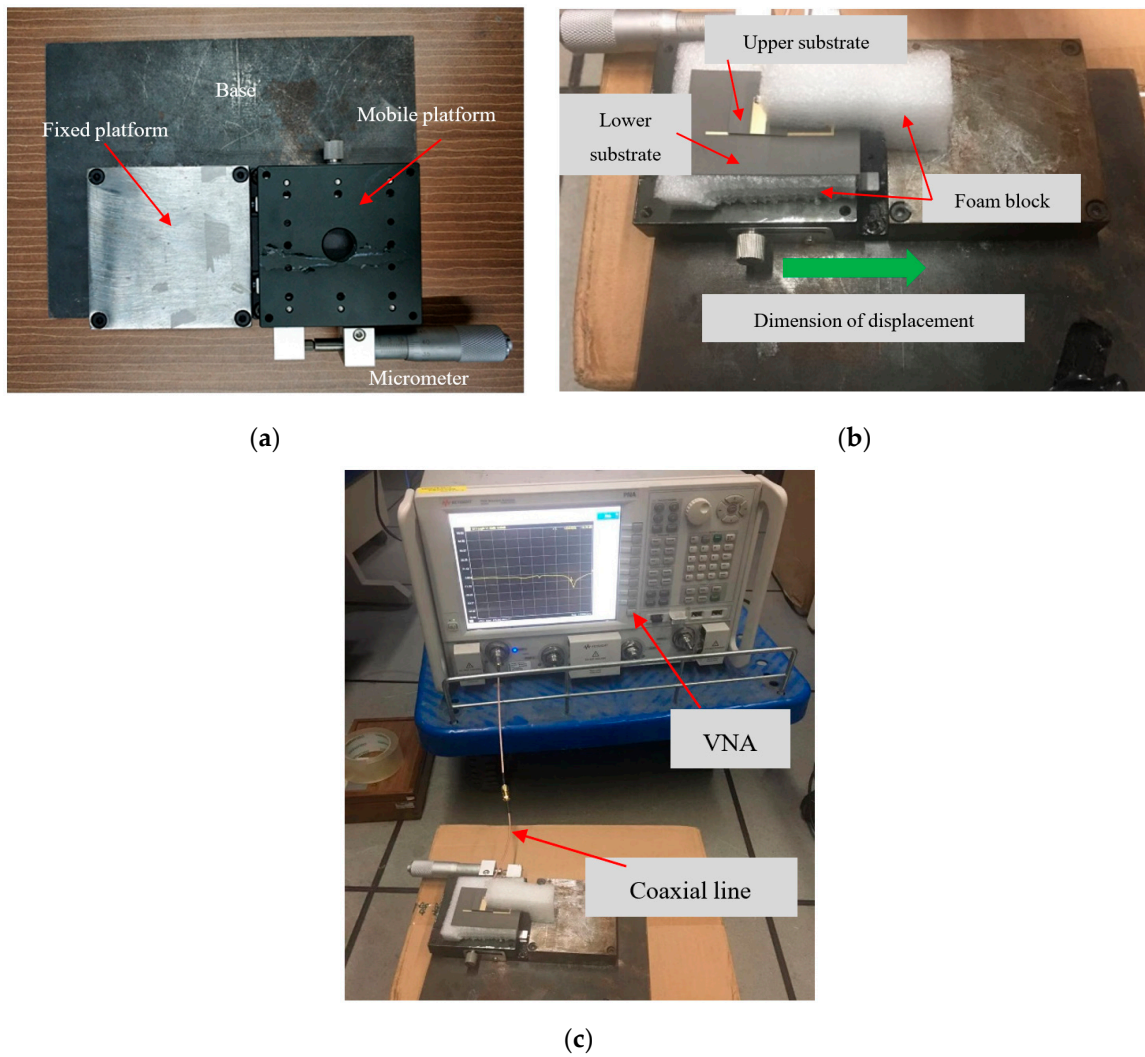 Base
Fixed platform
Mobile platform
Micrometer
(a)
Upper substrate
Lower
substrate
Foam block
Dimension of displacement
(b)
VNA
Coaxial line
(c)